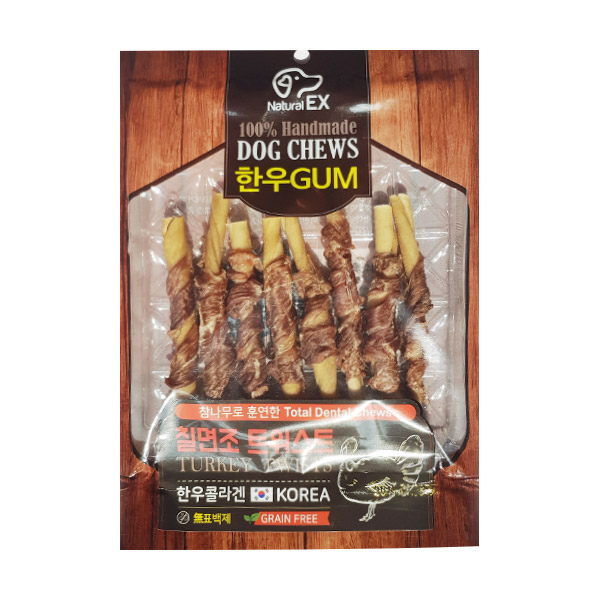 Natural EX
100% Handmade
DOG CHEWS
한우GUM
참나무로 훈연한 Total Dental Chews
칠면조 트위스트
TURKEY TWISTS
한우콜라겐 KOREA
無표백제
GRAIN FREE